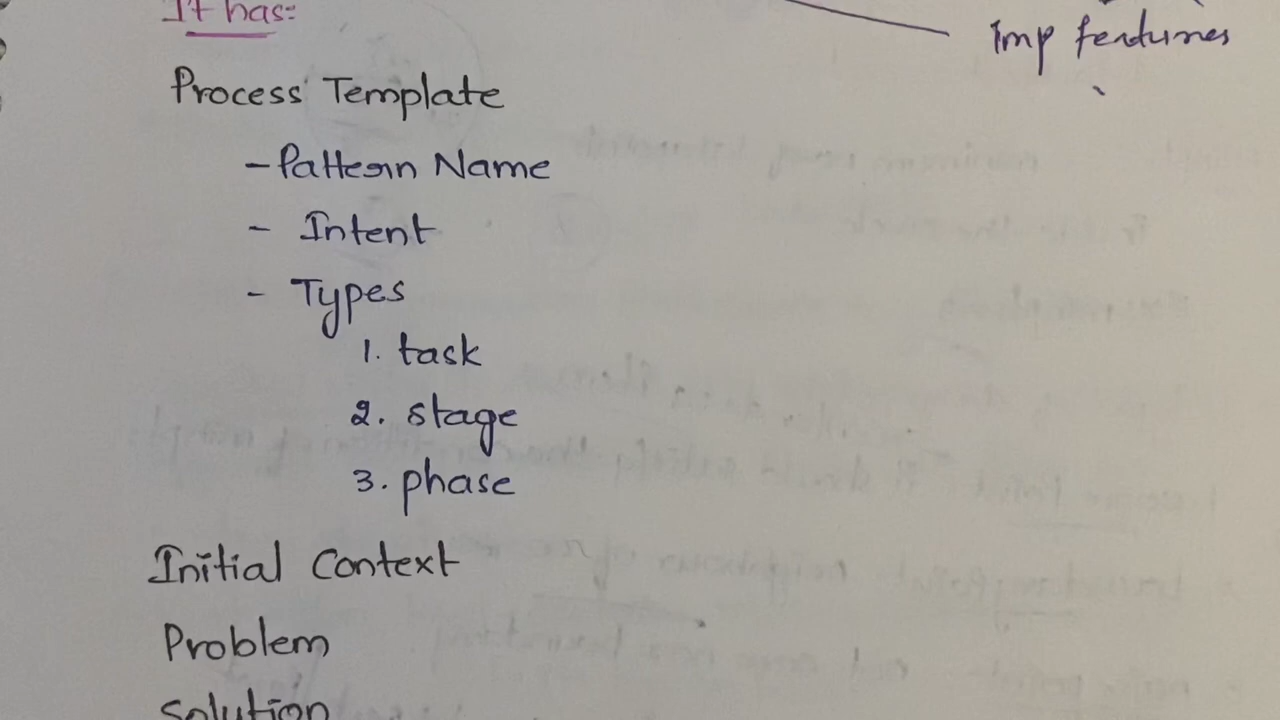 It has:
Imp features
Process Template
- Pattern Name
- Intent
- Types
1. task
2. stage
3. phase
Initial Context
Problem
Solution